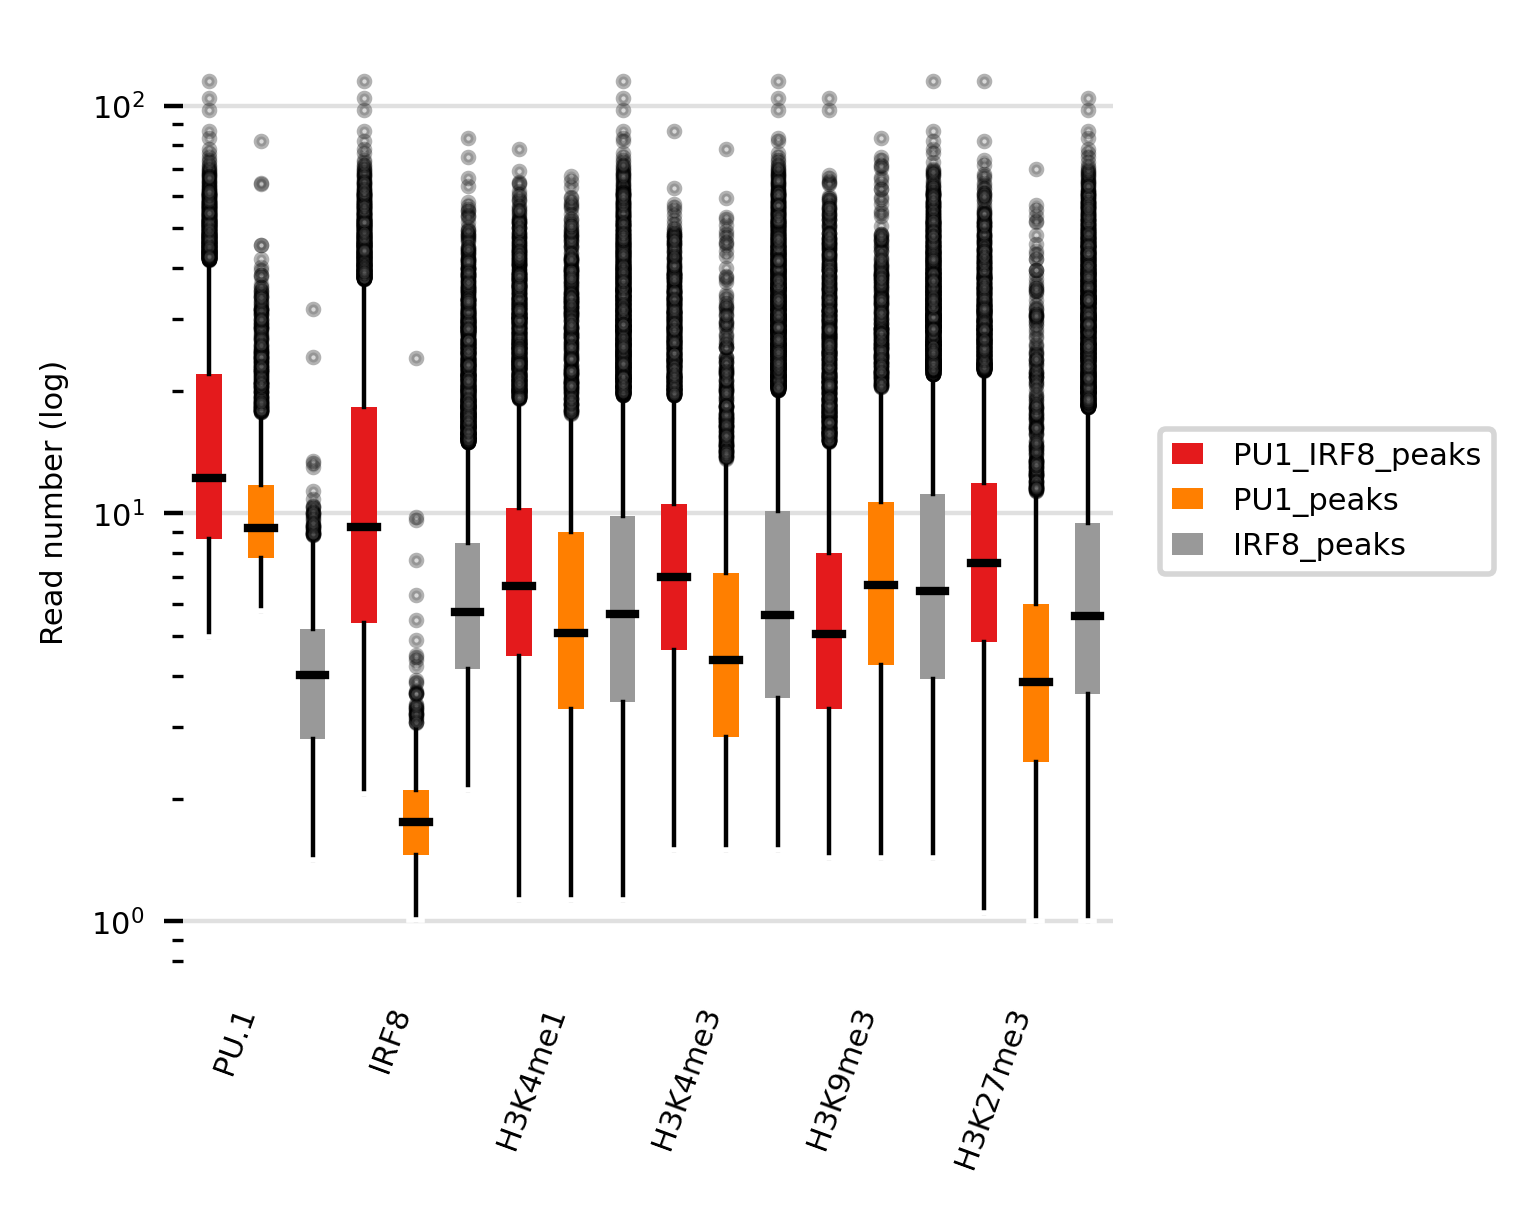 10²
10¹
10⁰
Read number (log)
PU.1
IRF8
H3K4me1
H3K4me3
H3K9me3
H3K27me3
PU1_IRF8_peaks
PU1_peaks
IRF8_peaks